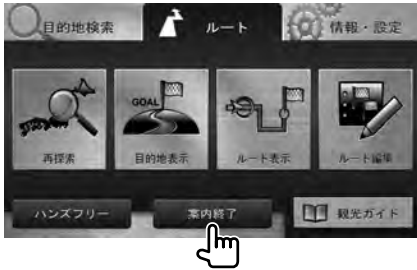 目的地検索
ルート
情報・設定
GOAL
再探索
目的地表示
ルート表示
ルート編集
ハンズフリー
案内終了
観光ガイド